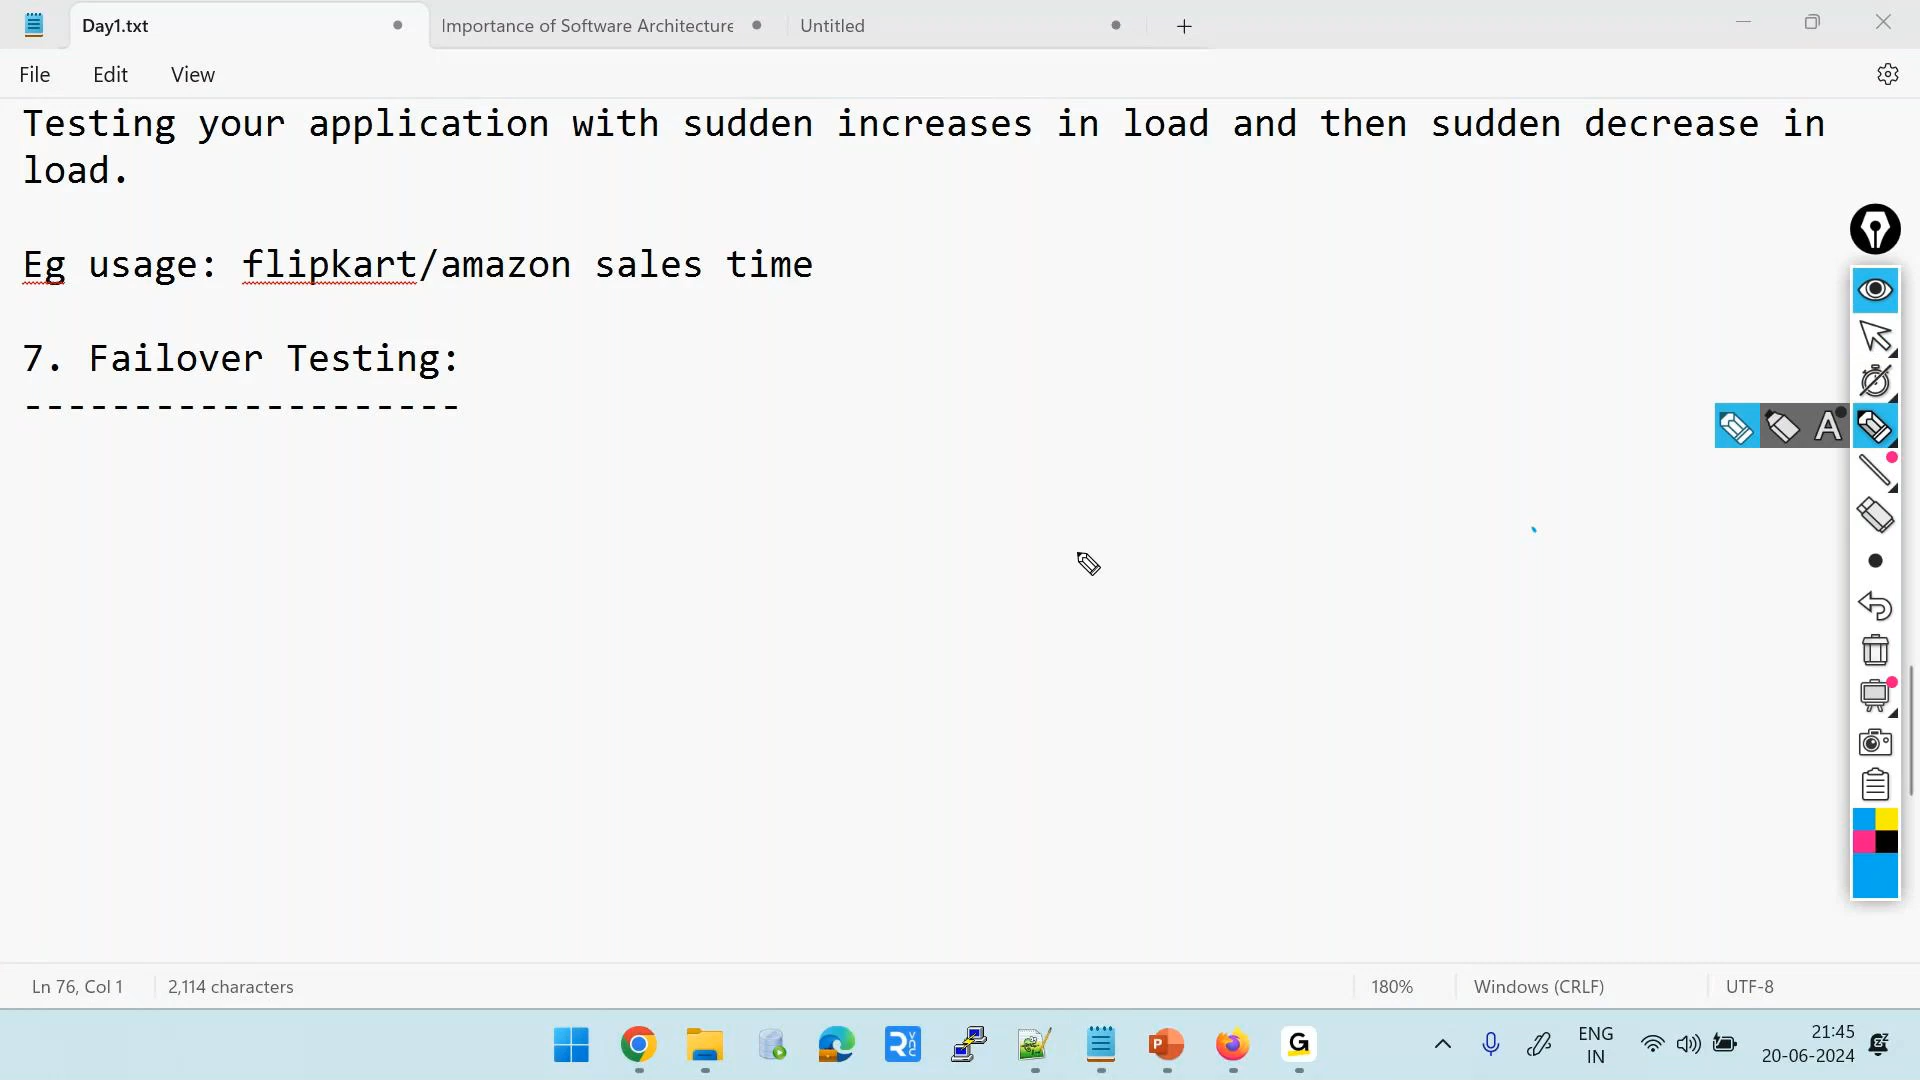 Day1.txt
Importance of Software Architecture
Untitled
File Edit View
Testing your application with sudden increases in load and then sudden decrease in
load.
Eg usage: flipkart/amazon sales time
7. Failover Testing:
--------------------
A
Ln 76, Col 1
2,114 characters
180%
Windows (CRLF)
UTF-8
ENG
IN
21:45
20-06-2024